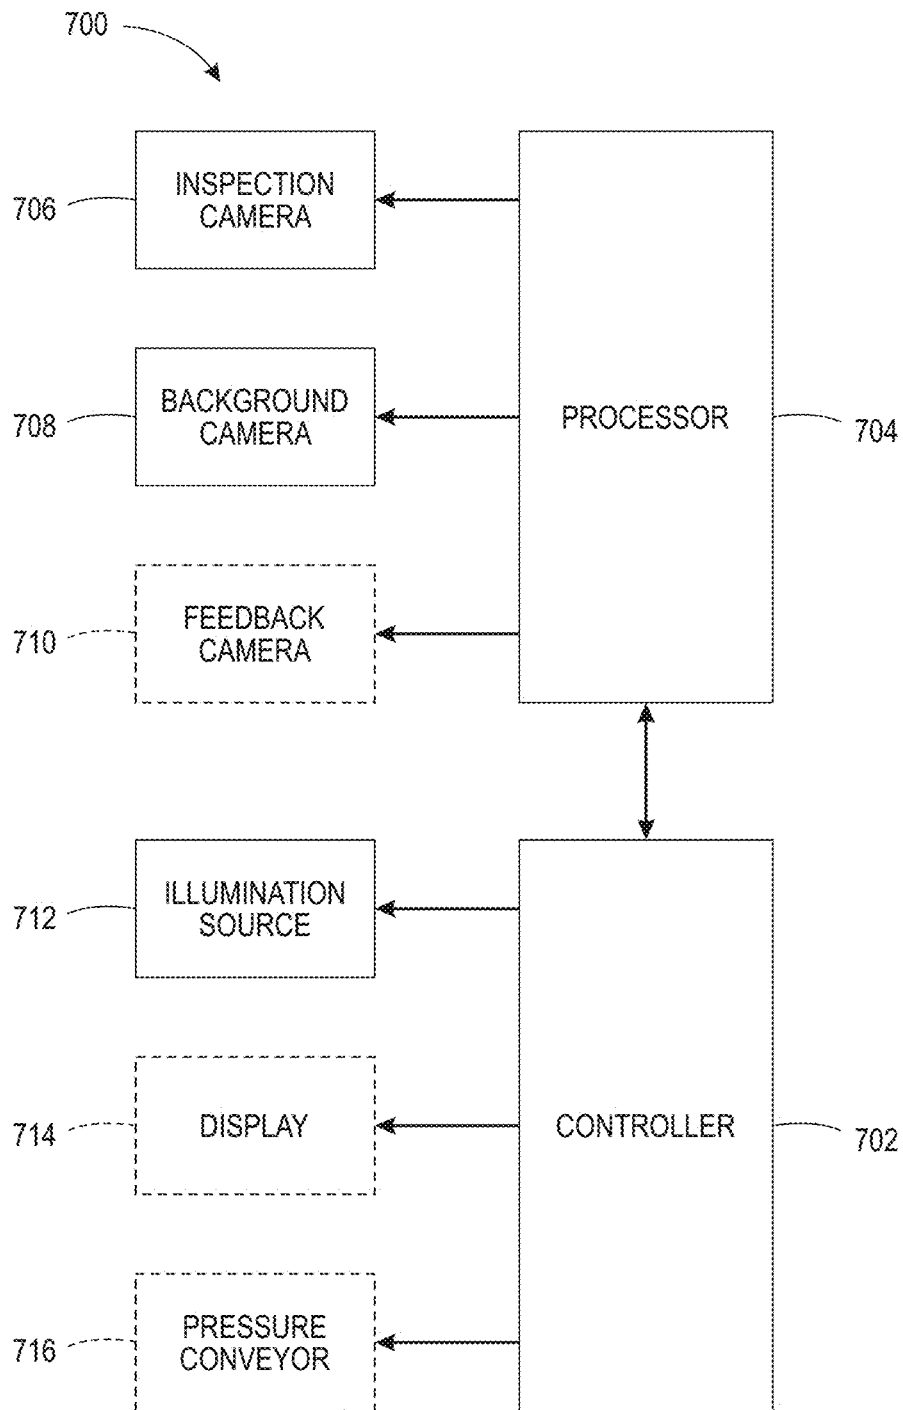 700
706
INSPECTION
CAMERA
708
BACKGROUND
CAMERA
PROCESSOR
704
710
FEEDBACK
CAMERA
712
ILLUMINATION
SOURCE
714
DISPLAY
CONTROLLER
702
716
PRESSURE
CONVEYOR